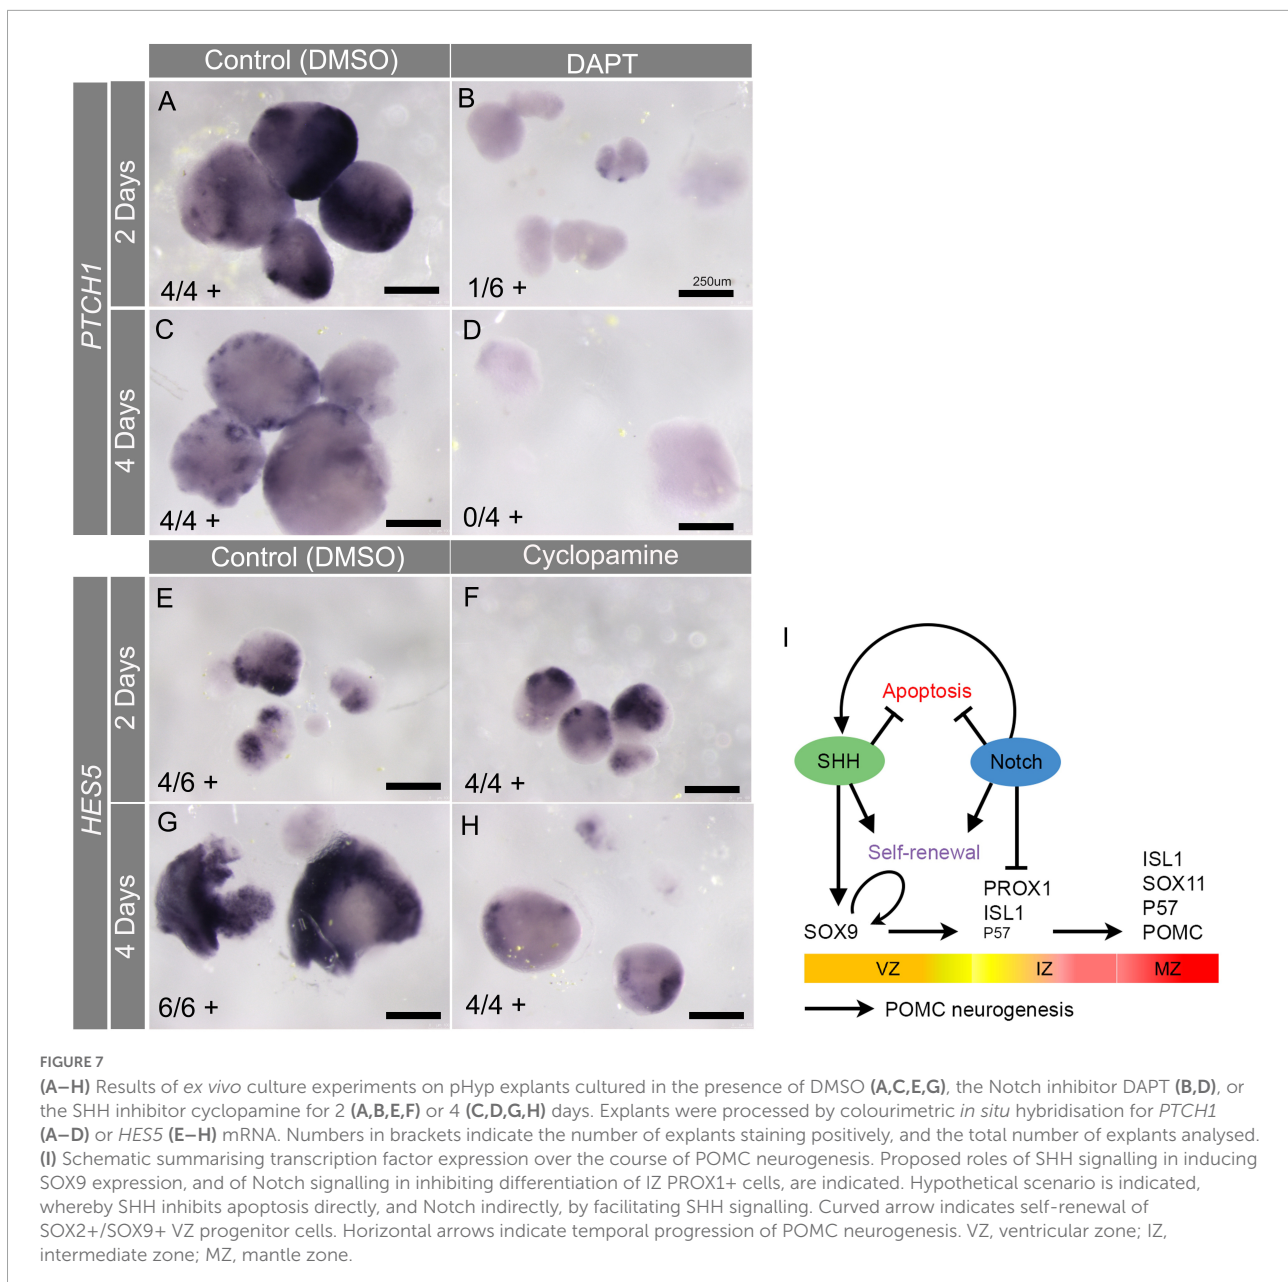 Control (DMSO)
DAPT
PTCH1
2 Days
A
4/4 +
B
1/6 +
250um
4 Days
C
4/4 +
D
0/4 +
Control (DMSO)
Cyclopamine
HES5
2 Days
E
4/6 +
F
4/4 +
4 Days
G
6/6 +
H
4/4 +
I
Apoptosis
SHH
Notch
Self-renewal
SOX9
PROX1
ISL1
P57
ISL1
SOX11
P57
POMC
VZ
IZ
MZ
POMC neurogenesis
FIGURE 7
(A–H) Results of ex vivo culture experiments on pHyp explants cultured in the presence of DMSO (A,C,E,G), the Notch inhibitor DAPT (B,D), or
the SHH inhibitor cyclopamine for 2 (A,B,E,F) or 4 (C,D,G,H) days. Explants were processed by colourimetric in situ hybridisation for PTCH1
(A–D) or HES5 (E–H) mRNA. Numbers in brackets indicate the number of explants staining positively, and the total number of explants analysed.
(I) Schematic summarising transcription factor expression over the course of POMC neurogenesis. Proposed roles of SHH signalling in inducing
SOX9 expression, and of Notch signalling in inhibiting differentiation of IZ PROX1+ cells, are indicated. Hypothetical scenario is indicated,
whereby SHH inhibits apoptosis directly, and Notch indirectly, by facilitating SHH signalling. Curved arrow indicates self-renewal of
SOX2+/SOX9+ VZ progenitor cells. Horizontal arrows indicate temporal progression of POMC neurogenesis. VZ, ventricular zone; IZ,
intermediate zone; MZ, mantle zone.